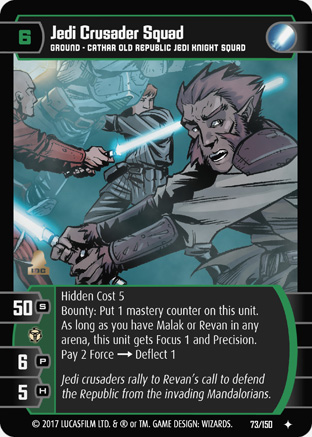 6 Jedi Crusader Squad
GROUND - CATHAR OLD REPUBLIC JEDI KNIGHT SQUAD
IDC
50 S
6 P
5 H
Hidden Cost 5
Bounty: Put 1 mastery counter on this unit.
As long as you have Malak or Revan in any
arena, this unit gets Focus 1 and Precision.
Pay 2 Force → Deflect 1
Jedi crusaders rally to Revan's call to defend
the Republic from the invading Mandalorians.
© 2017 LUCASFILM LTD. & ® or TM. GAME DESIGN: WIZARDS. 73/150